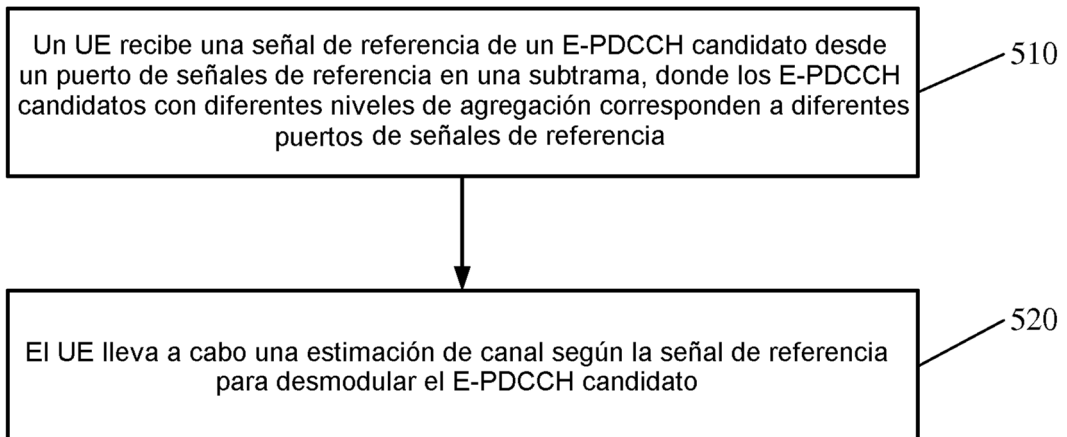 Un UE recibe una señal de referencia de un E-PDCCH candidato desde
un puerto de señales de referencia en una subtrama, donde los E-PDCCH
candidatos con diferentes niveles de agregación corresponden a diferentes
puertos de señales de referencia
510
El UE lleva a cabo una estimación de canal según la señal de referencia
para desmodular el E-PDCCH candidato
520